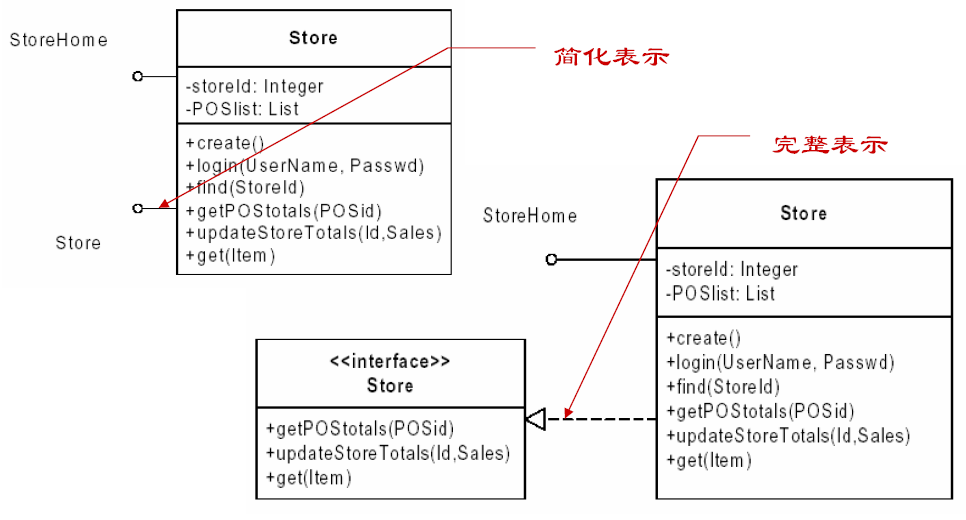 StoreHome
Store
-storeId: Integer
-POSlist: List
+create()
+login(UserName, Passwd)
+find(StoreId)
+getPOStotals(POSid)
+updateStoreTotals(Id,Sales)
+get(Item)
Store
简化表示
完整表示
StoreHome
Store
-storeId: Integer
-POSlist: List
+create()
+login(UserName, Passwd)
+find(StoreId)
+getPOStotals(POSid)
+updateStoreTotals(Id,Sales)
+get(Item)
<<interface>>
Store
+getPOStotals(POSid)
+updateStoreTotals(Id,Sales)
+get(Item)